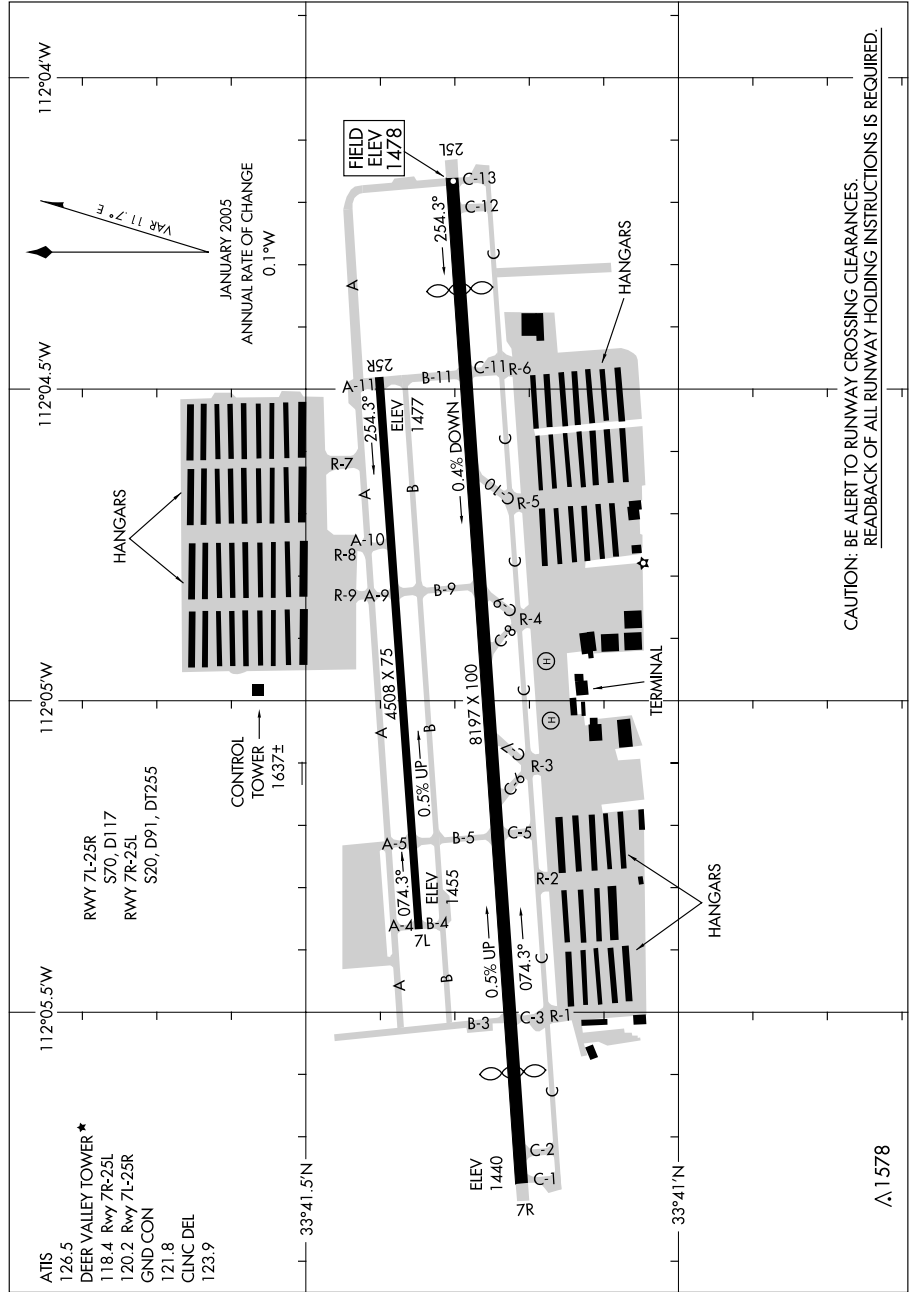 ATIS
126.5
DEER VALLEY TOWER★
118.4 Rwy 7R-25L
120.2 Rwy 7L-25R
GND CON
121.8
CLNC DEL
123.9
RWY 7L-25R
S70, D117
RWY 7R-25L
S20, D91, DT255
CONTROL
TOWER
1637±
HANGARS
VAR 11.7° E
JANUARY 2005
ANNUAL RATE OF CHANGE
0.1°W
112°05.5'W
112°05'W
112°04.5'W
112°04'W
33°41.5'N
33°41'N
FIELD
ELEV
1478
R-7
R-8
R-9
A-9
A-10
A-11
25R
A
A
A
A
A-5
A-4
074.3°
7L
B-4
ELEV
1455
0.5% UP
4508 X 75
254.3°
ELEV
1477
B
B
B
B-3
B-5
B-9
B-11
25L
C-13
C-12
254.3°
0.4% DOWN
8197 X 100
0.5% UP
074.3°
ELEV
1440
7R
C-1
C-2
C
C-3
R-1
C
R-2
C-5
C-6
C-7
R-3
C
C-8
C-9
R-4
C
C-10
R-5
C
C-11
R-6
C
H
H
TERMINAL
HANGARS
HANGARS
CAUTION: BE ALERT TO RUNWAY CROSSING CLEARANCES.
READBACK OF ALL RUNWAY HOLDING INSTRUCTIONS IS REQUIRED.
1578